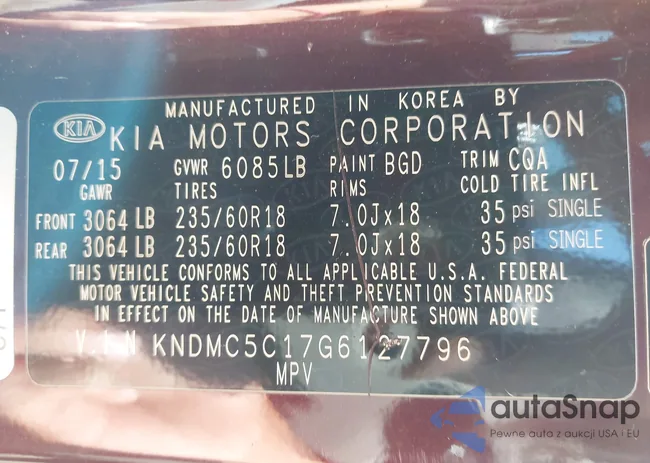 MANUFACTURED IN KOREA BY
KIA KIA MOTORS CORPORATION
07/15 GVWR 6085LB PAINT BGD TRIM CQA
GAWR TIRES RIMS COLD TIRE INFL
FRONT 3064 LB 235/60R18 7.0Jx18 35 psi SINGLE
REAR 3064 LB 235/60R18 7.0Jx18 35 psi SINGLE
THIS VEHICLE CONFORMS TO ALL APPLICABLE U.S.A. FEDERAL
MOTOR VEHICLE SAFETY AND THEFT PREVENTION STANDARDS
IN EFFECT ON THE DATE OF MANUFACTURE SHOWN ABOVE
V.I.N KNDMC5C17G6127796
MPV
autaSnap
Pewne auta z aukcji USA i EU